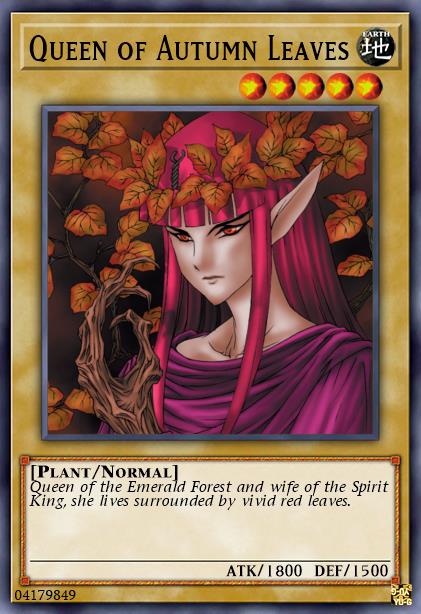 QUEEN OF AUTUMN LEAVES
EARTH
地
[PLANT/NORMAL]
Queen of the Emerald Forest and wife of the Spirit
King, she lives surrounded by vivid red leaves.
ATK/1800 DEF/1500
04179849